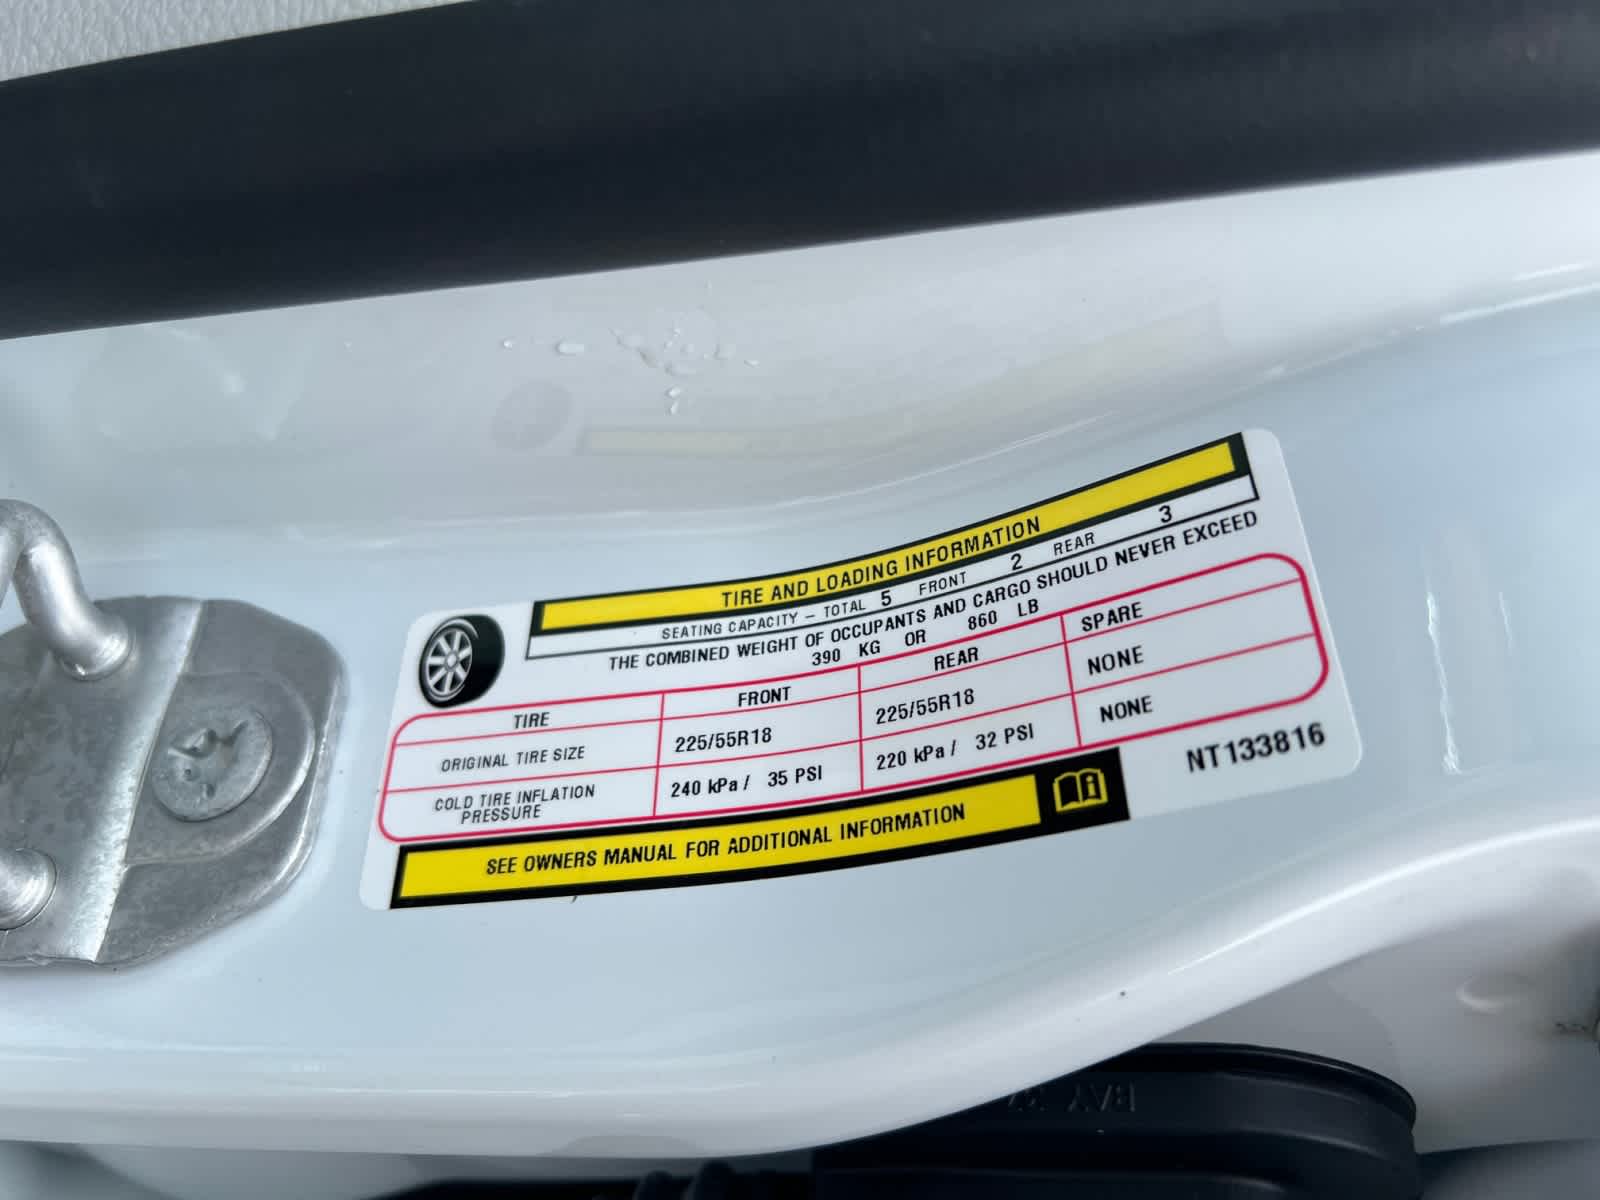 TIRE AND LOADING INFORMATION
SEATING CAPACITY – TOTAL 5 FRONT 2 REAR 3
THE COMBINED WEIGHT OF OCCUPANTS AND CARGO SHOULD NEVER EXCEED
390 KG OR 860 LB
TIRE FRONT REAR SPARE
ORIGINAL TIRE SIZE 225/55R18 225/55R18 NONE
COLD TIRE INFLATION
PRESSURE 240 kPa / 35 PSI 220 kPa / 32 PSI NONE
SEE OWNERS MANUAL FOR ADDITIONAL INFORMATION
NT133816